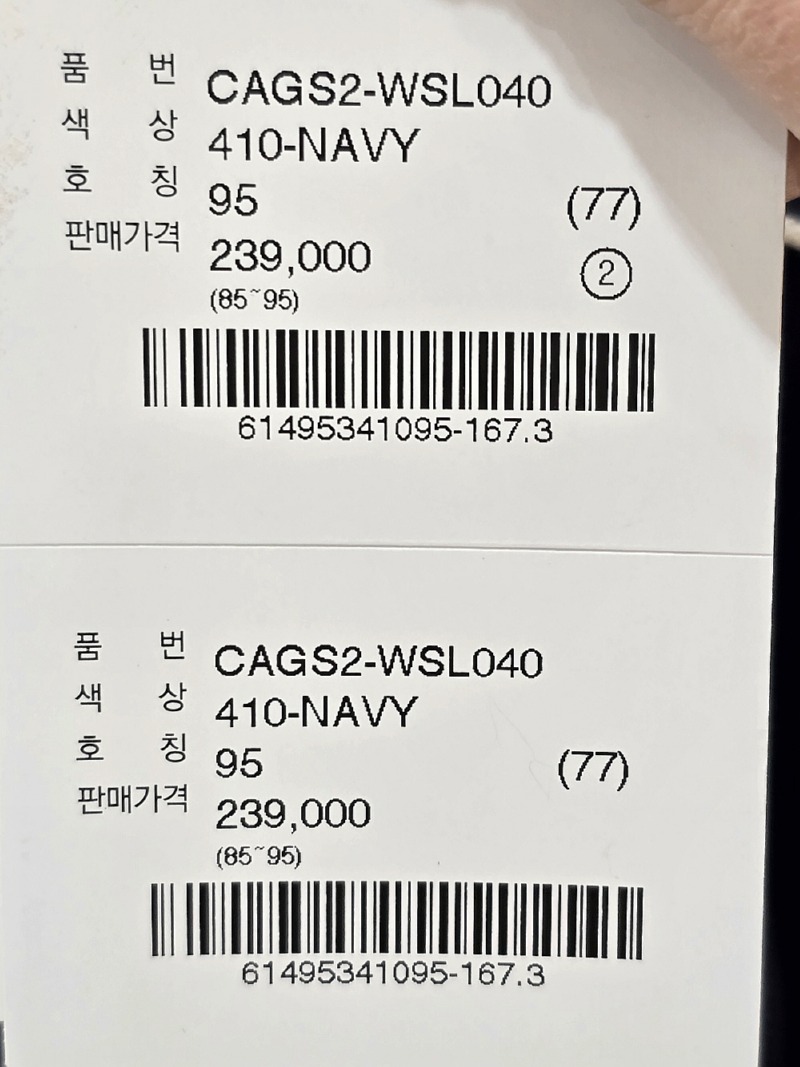 품 번 CAGS2-WSL040
색 상 410-NAVY
호 칭 95 (77)
판매가격 239,000 ②
(85~95)
61495341095-167.3
품 번 CAGS2-WSL040
색 상 410-NAVY
호 칭 95 (77)
판매가격 239,000
(85~95)
61495341095-167.3